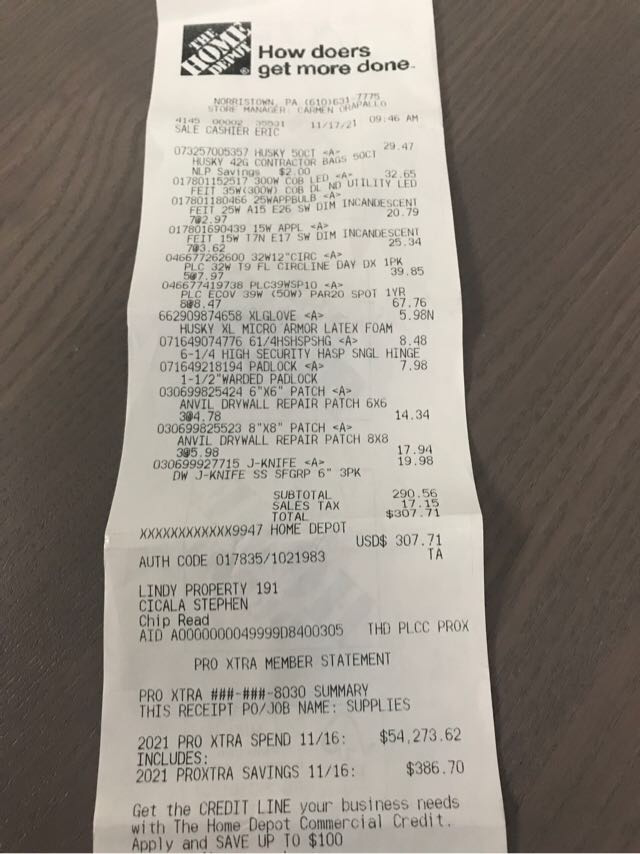 THE
HOME
DEPOT
How doers
get more done.
NORRISTOWN, PA (610)631-7775
STORE MANAGER: CARMEN ORAPALLO
4145 00002 35531 11/17/21 09:46 AM
SALE CASHIER ERIC
073257005357 HUSKY 50CT <A> 29.47
HUSKY 42G CONTRACTOR BAGS 50CT
NLP Savings $2.00
017801152517 300W COB LED <A> 32.65
FEIT 35W(300W) COB DL ND UTILITY LED
017801180466 25WAPPBULB <A>
FEIT 25W A15 E26 SW DIM INCANDESCENT
7@2.97 20.79
017801690439 15W APPL <A>
FEIT 15W T7N E17 SW DIM INCANDESCENT
7@3.62 25.34
046677262600 32W12"CIRC <A>
PLC 32W T9 FL CIRCLINE DAY DX 1PK
5@7.97 39.85
046677419738 PLC39WSP10 <A>
PLC ECOV 39W (50W) PAR20 SPOT 1YR
8@8.47 67.76
662909874658 XLGLOVE <A> 5.98N
HUSKY XL MICRO ARMOR LATEX FOAM
071649074776 61/4HSHSPSHG <A> 8.48
6-1/4 HIGH SECURITY HASP SNGL HINGE
071649218194 PADLOCK <A> 7.98
1-1/2"WARDED PADLOCK
030699825424 6"X6" PATCH <A>
ANVIL DRYWALL REPAIR PATCH 6X6
3@4.78 14.34
030699825523 8"X8" PATCH <A>
ANVIL DRYWALL REPAIR PATCH 8X8
3@5.98 17.94
030699927715 J-KNIFE <A> 19.98
DW J-KNIFE SS SFGRP 6" 3PK
SUBTOTAL 290.56
SALES TAX 17.15
TOTAL $307.71
XXXXXXXXXXXX9947 HOME DEPOT
USD$ 307.71
AUTH CODE 017835/1021983 TA
LINDY PROPERTY 191
CICALA STEPHEN
Chip Read
AID A0000000049999D8400305 THD PLCC PROX
PRO XTRA MEMBER STATEMENT
PRO XTRA ###-###-8030 SUMMARY
THIS RECEIPT PO/JOB NAME: SUPPLIES
2021 PRO XTRA SPEND 11/16: $54,273.62
INCLUDES:
2021 PROXTRA SAVINGS 11/16: $386.70
Get the CREDIT LINE your business needs
with The Home Depot Commercial Credit.
Apply and SAVE UP TO $100